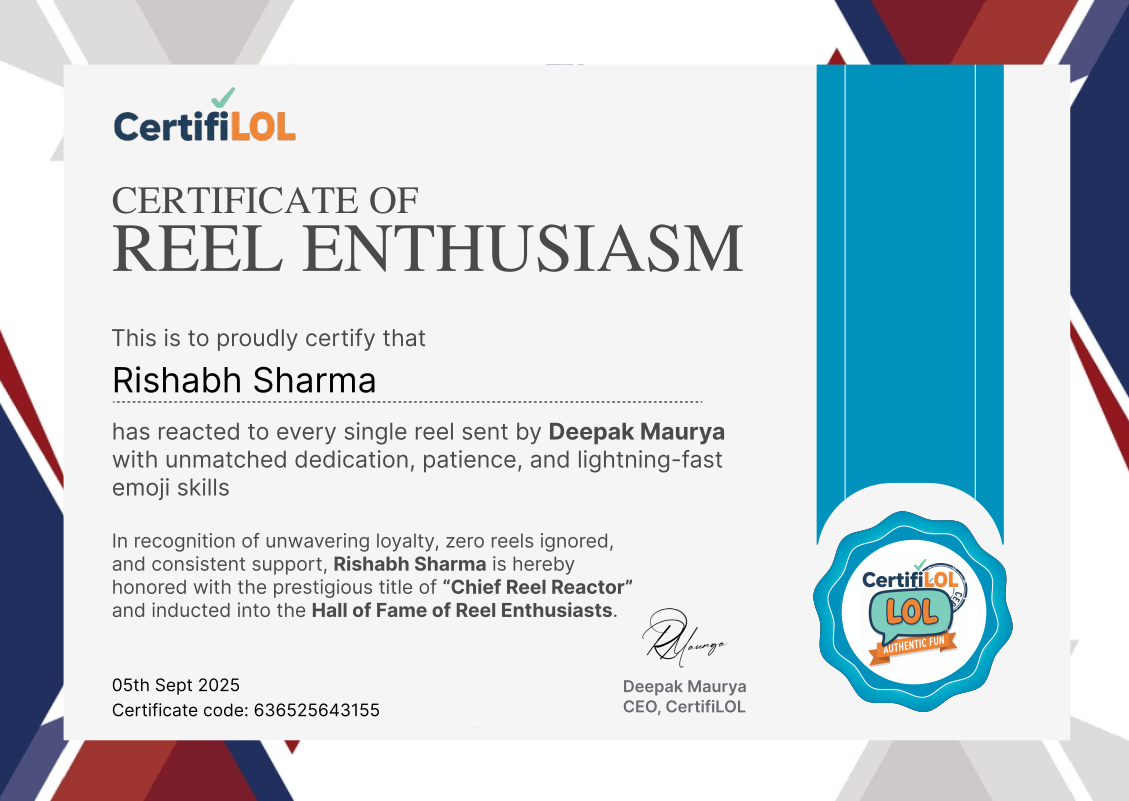 CertifiLOL
CERTIFICATE OF
REEL ENTHUSIASM
This is to proudly certify that
Rishabh Sharma
has reacted to every single reel sent by Deepak Maurya
with unmatched dedication, patience, and lightning-fast
emoji skills
In recognition of unwavering loyalty, zero reels ignored,
and consistent support, Rishabh Sharma is hereby
honored with the prestigious title of “Chief Reel Reactor”
and inducted into the Hall of Fame of Reel Enthusiasts.
05th Sept 2025
Certificate code: 636525643155
Deepak Maurya
CEO, CertifiLOL
CertifiLOL
LOL
AUTHENTIC FUN